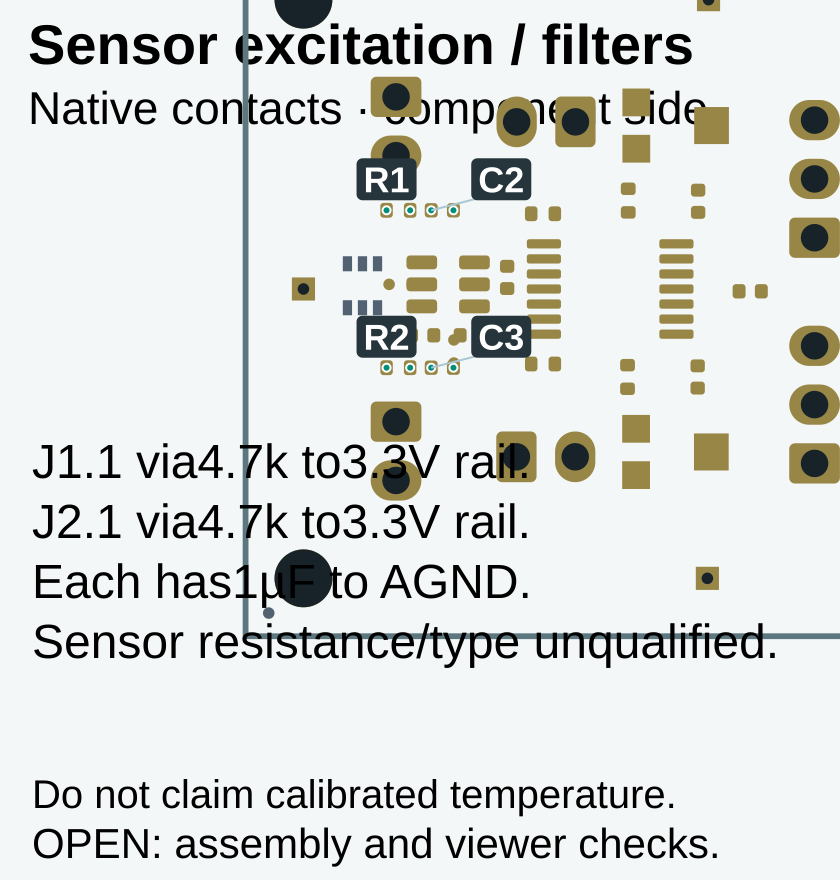 Sensor excitation / filters
Native contacts · component side
R1 C2
R2 C3
J1.1 via4.7k to3.3V rail.
J2.1 via4.7k to3.3V rail.
Each has1µF to AGND.
Sensor resistance/type unqualified.
Do not claim calibrated temperature.
OPEN: assembly and viewer checks.